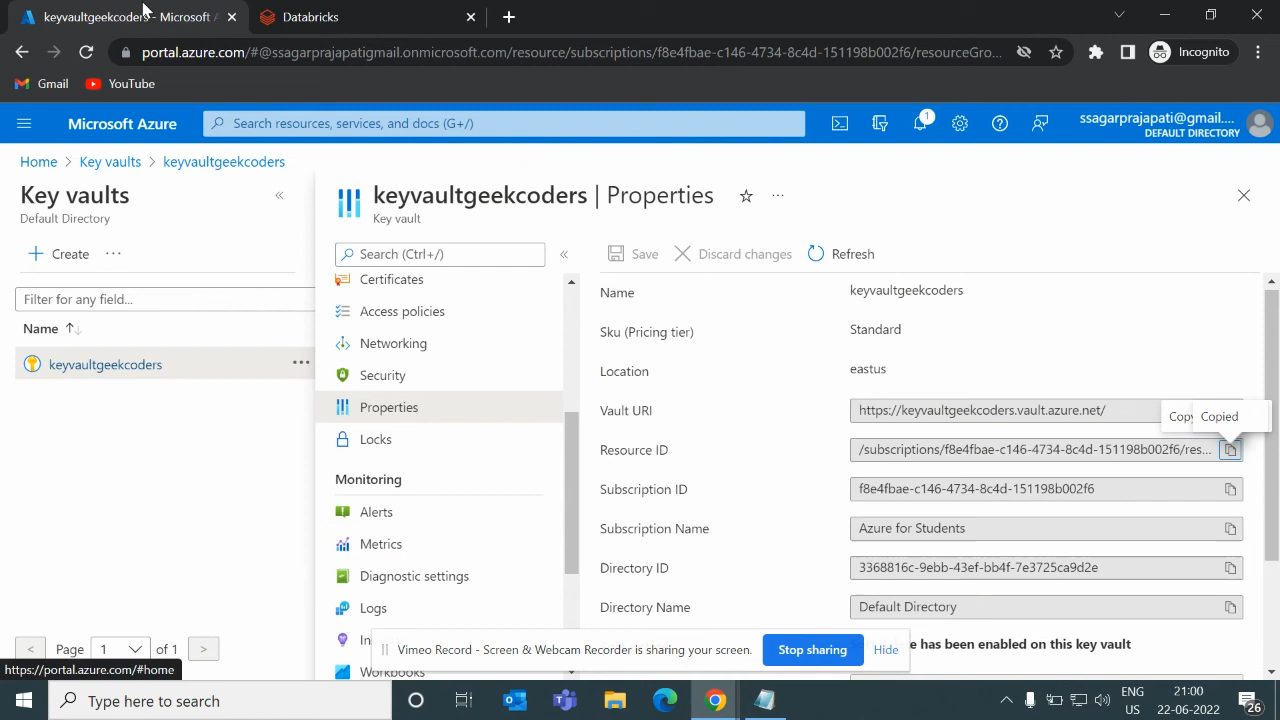 keyvaultgeekcoders - Microsoft A
Databricks
portal.azure.com/#@ssagarprajapatigmail.onmicrosoft.com/resource/subscriptions/f8e4fbae-c146-4734-8c4d-151198b002f6/resourceGro...
Incognito
Gmail
YouTube
Microsoft Azure
Search resources, services, and docs (G+/)
1
ssagarprajapati@gmail....
DEFAULT DIRECTORY
Home > Key vaults > keyvaultgeekcoders
Key vaults
Default Directory
Create
Filter for any field...
Name
keyvaultgeekcoders
< Page 1 of 1 >
keyvaultgeekcoders | Properties
Key vault
Search (Ctrl+/)
Certificates
Access policies
Networking
Security
Properties
Locks
Monitoring
Alerts
Metrics
Diagnostic settings
Logs
Workbooks
Save
Discard changes
Refresh
Name keyvaultgeekcoders
Sku (Pricing tier) Standard
Location eastus
Vault URI https://keyvaultgeekcoders.vault.azure.net/
Copy Copied
Resource ID /subscriptions/f8e4fbae-c146-4734-8c4d-151198b002f6/res...
Subscription ID f8e4fbae-c146-4734-8c4d-151198b002f6
Subscription Name Azure for Students
Directory ID 3368816c-9ebb-43ef-bb4f-7e3725ca9d2e
Directory Name Default Directory
has been enabled on this key vault
Vimeo Record - Screen & Webcam Recorder is sharing your screen.
Stop sharing
Hide
https://portal.azure.com/#home
Type here to search
ENG
US
21:00
22-06-2022
26